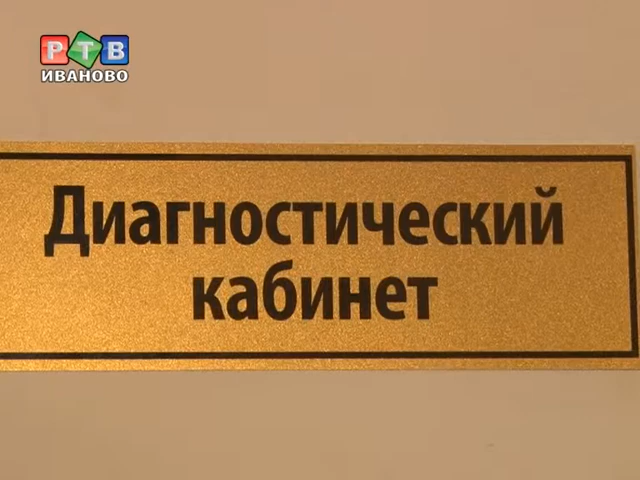 РТВ
ИВАНОВО
Диагностический
кабинет